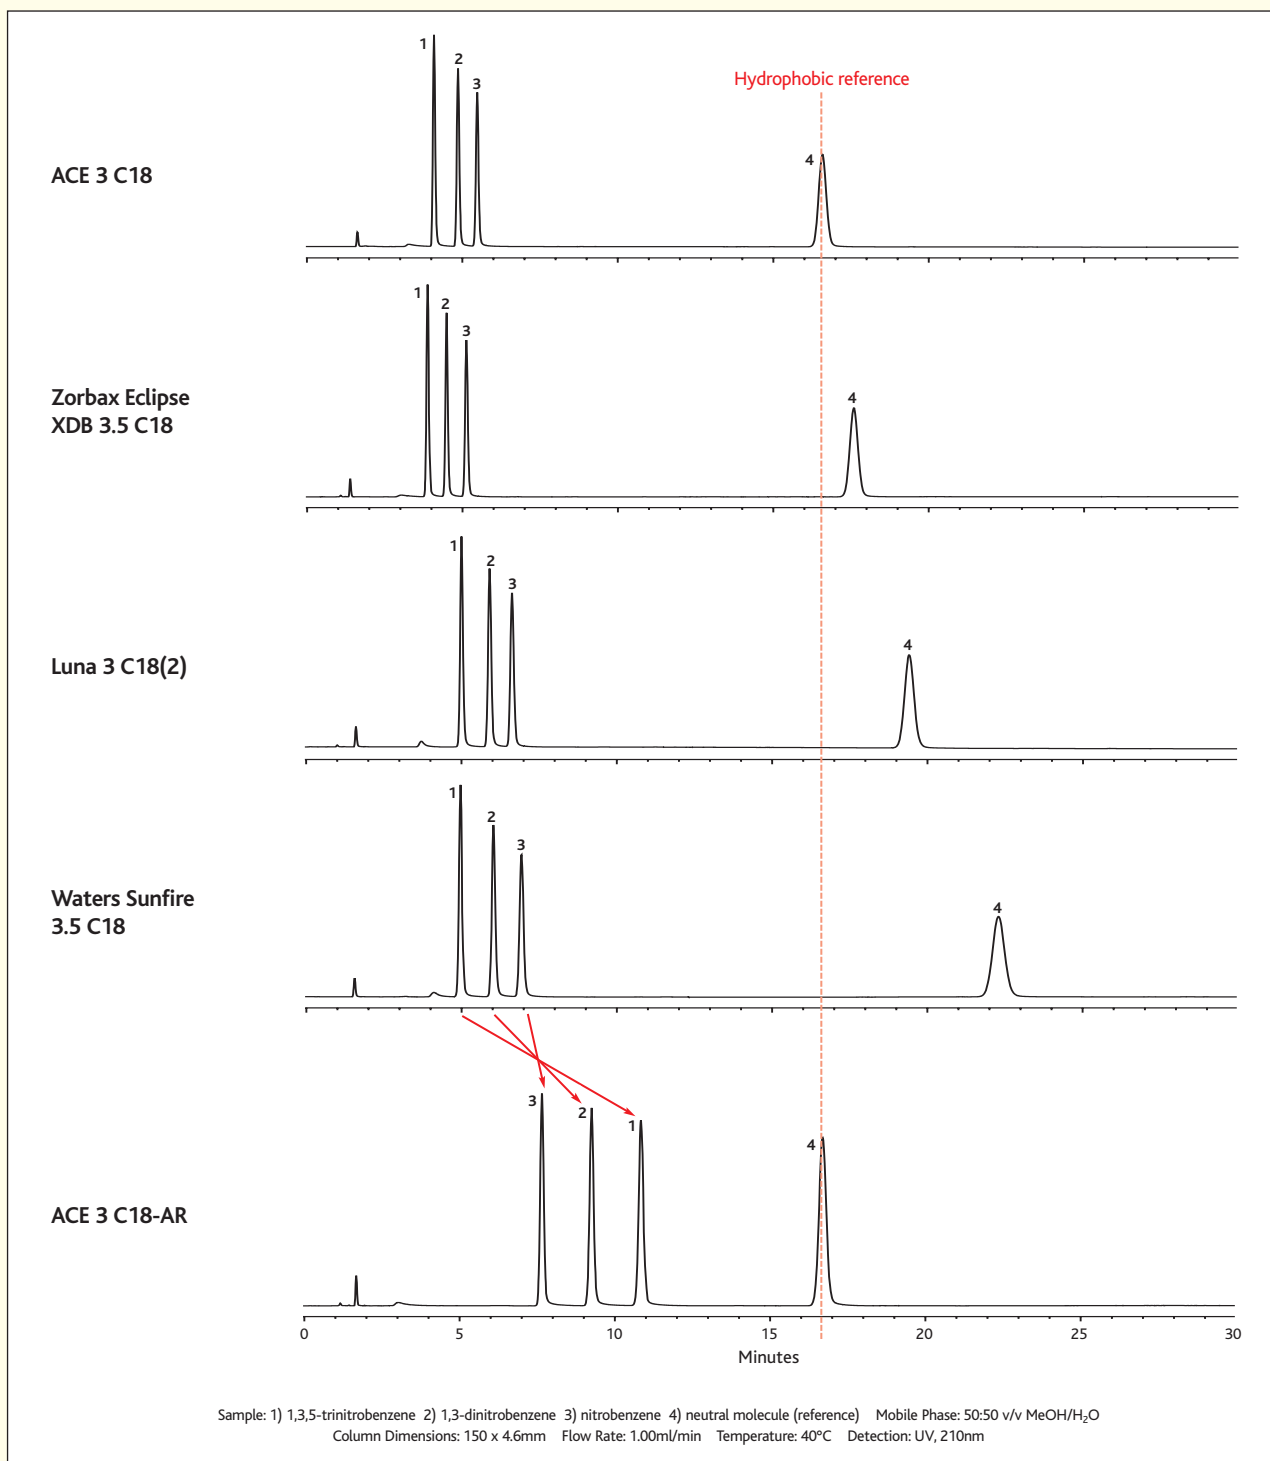 Hydrophobic reference
1
2
3
4
ACE 3 C18
1
2
3
4
Zorbax Eclipse
XDB 3.5 C18
1
2
3
4
Luna 3 C18(2)
1
2
3
4
Waters Sunfire
3.5 C18
3
2
1
4
ACE 3 C18-AR
0 5 10 15 20 25 30
Minutes
Sample: 1) 1,3,5-trinitrobenzene 2) 1,3-dinitrobenzene 3) nitrobenzene 4) neutral molecule (reference) Mobile Phase: 50:50 v/v MeOH/H₂O
Column Dimensions: 150 x 4.6mm Flow Rate: 1.00ml/min Temperature: 40ºC Detection: UV, 210nm